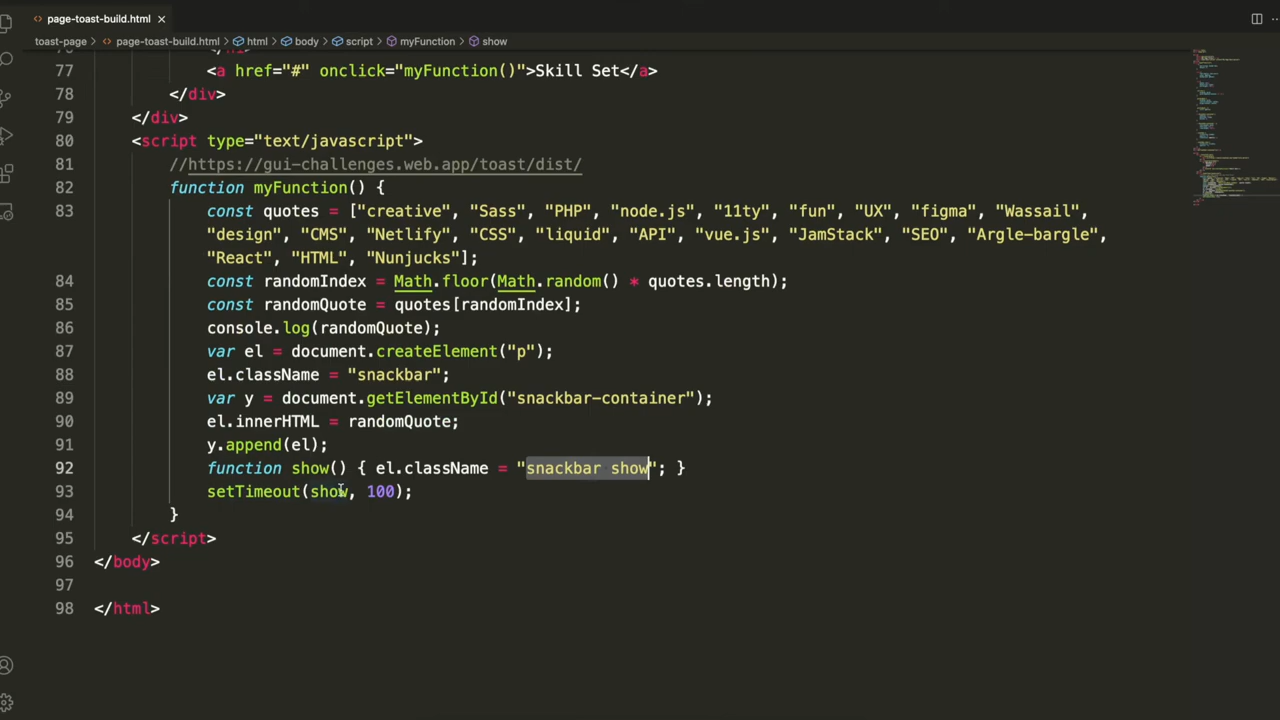 page-toast-build.html
toast-page > page-toast-build.html > html > body > script > myFunction > show
77 <a href="#" onclick="myFunction()">Skill Set</a>
78 </div>
79 </div>
80 <script type="text/javascript">
81 //https://gui-challenges.web.app/toast/dist/
82 function myFunction() {
83 const quotes = ["creative", "Sass", "PHP", "node.js", "11ty", "fun", "UX", "figma", "Wassail",
"design", "CMS", "Netlify", "CSS", "liquid", "API", "vue.js", "JamStack", "SEO", "Argle-bargle",
"React", "HTML", "Nunjucks"];
84 const randomIndex = Math.floor(Math.random() * quotes.length);
85 const randomQuote = quotes[randomIndex];
86 console.log(randomQuote);
87 var el = document.createElement("p");
88 el.className = "snackbar";
89 var y = document.getElementById("snackbar-container");
90 el.innerHTML = randomQuote;
91 y.append(el);
92 function show() { el.className = "snackbar show"; }
93 setTimeout(show, 100);
94 }
95 </script>
96 </body>
97
98 </html>